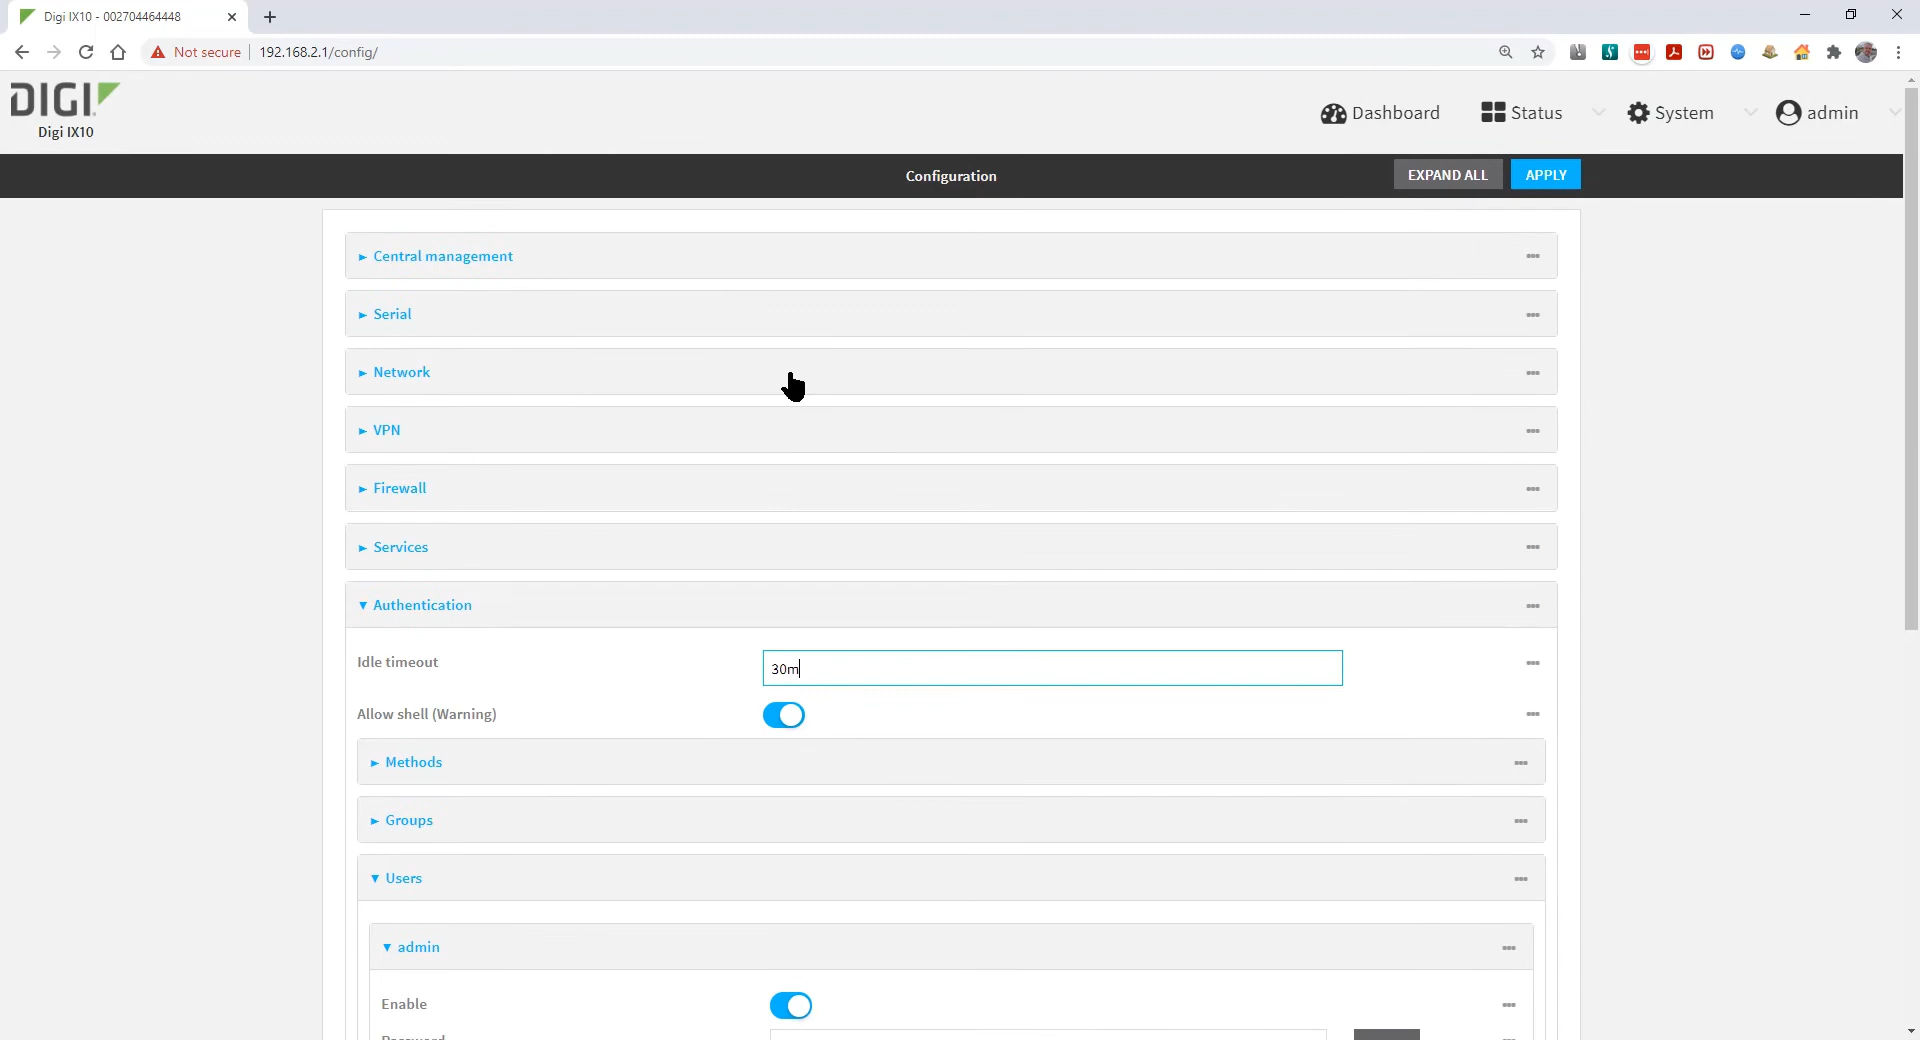 Digi IX10 - 002704464448
Not secure
192.168.2.1/config/
DIGI
Digi IX10
Dashboard
Status
System
admin
Configuration
EXPAND ALL
APPLY
Central management
Serial
Network
VPN
Firewall
Services
Authentication
Idle timeout
30m
Allow shell (Warning)
Methods
Groups
Users
admin
Enable